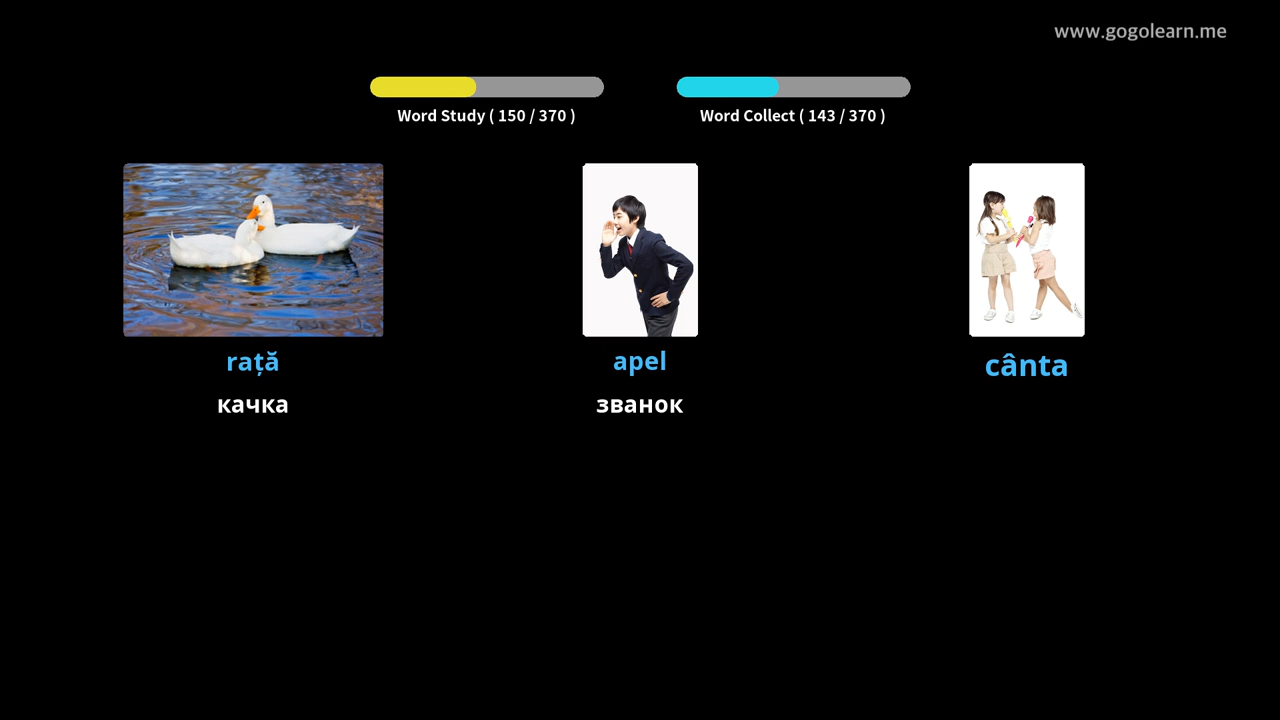 www.gogolearn.me
Word Study ( 150 / 370 )
Word Collect ( 143 / 370 )
rață
apel
cânta
качка
званок